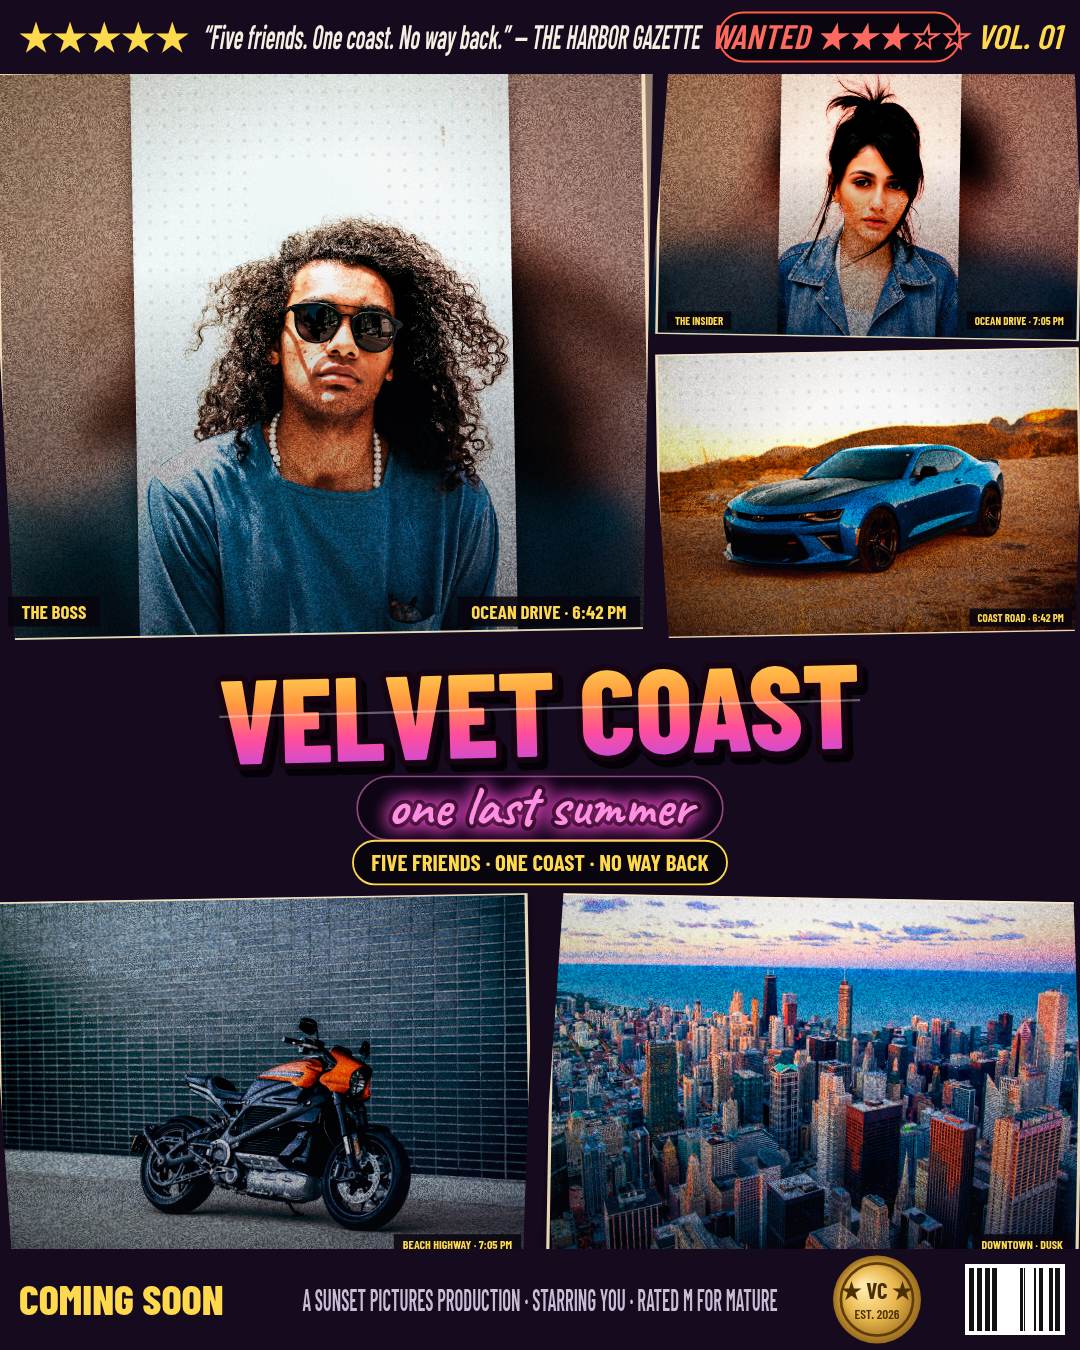 ★★★★★ “Five friends. One coast. No way back.” – THE HARBOR GAZETTE WANTED ★★★☆☆ VOL. 01
THE INSIDER
OCEAN DRIVE · 7:05 PM
THE BOSS
OCEAN DRIVE · 6:42 PM
COAST ROAD · 6:42 PM
VELVET COAST
one last summer
FIVE FRIENDS · ONE COAST · NO WAY BACK
BEACH HIGHWAY · 7:05 PM
DOWNTOWN · DUSK
COMING SOON
A SUNSET PICTURES PRODUCTION · STARRING YOU · RATED M FOR MATURE
★ VC ★
EST. 2026